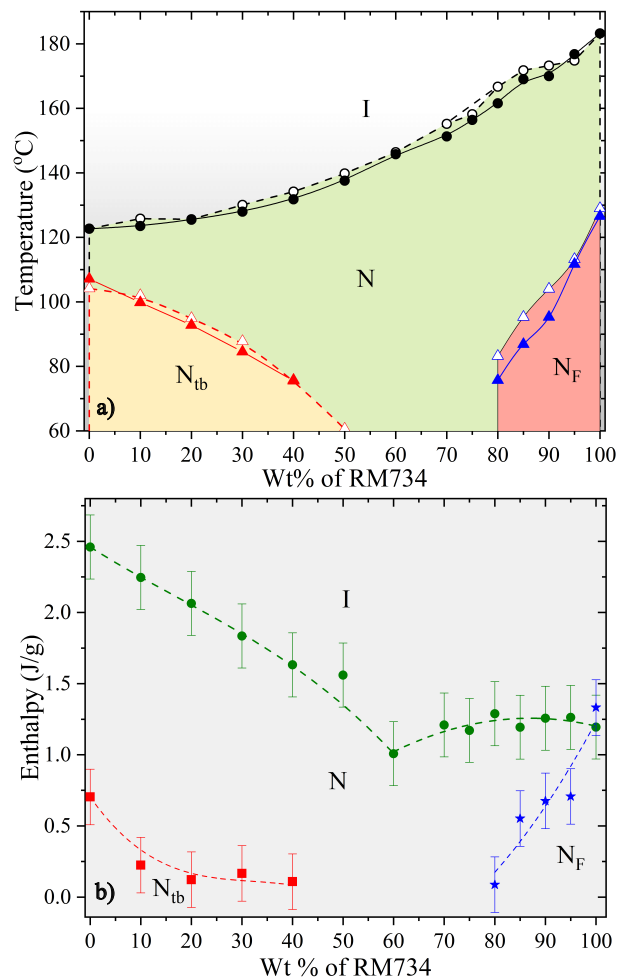 180
160
140
120
100
80
60
Temperature (ºC)
I
N
N_tb
N_F
a)
0 10 20 30 40 50 60 70 80 90 100
Wt% of RM734
2.5
2.0
1.5
1.0
0.5
0.0
Enthalpy (J/g)
I
N
N_tb
N_F
b)
0 10 20 30 40 50 60 70 80 90 100
Wt % of RM734